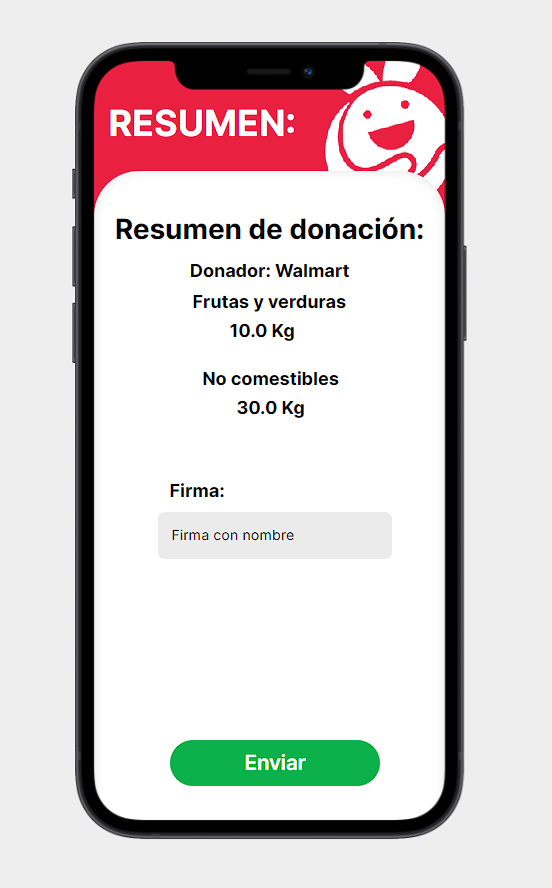 RESUMEN:
Resumen de donación:
Donador: Walmart
Frutas y verduras
10.0 Kg
No comestibles
30.0 Kg
Firma:
Firma con nombre
Enviar